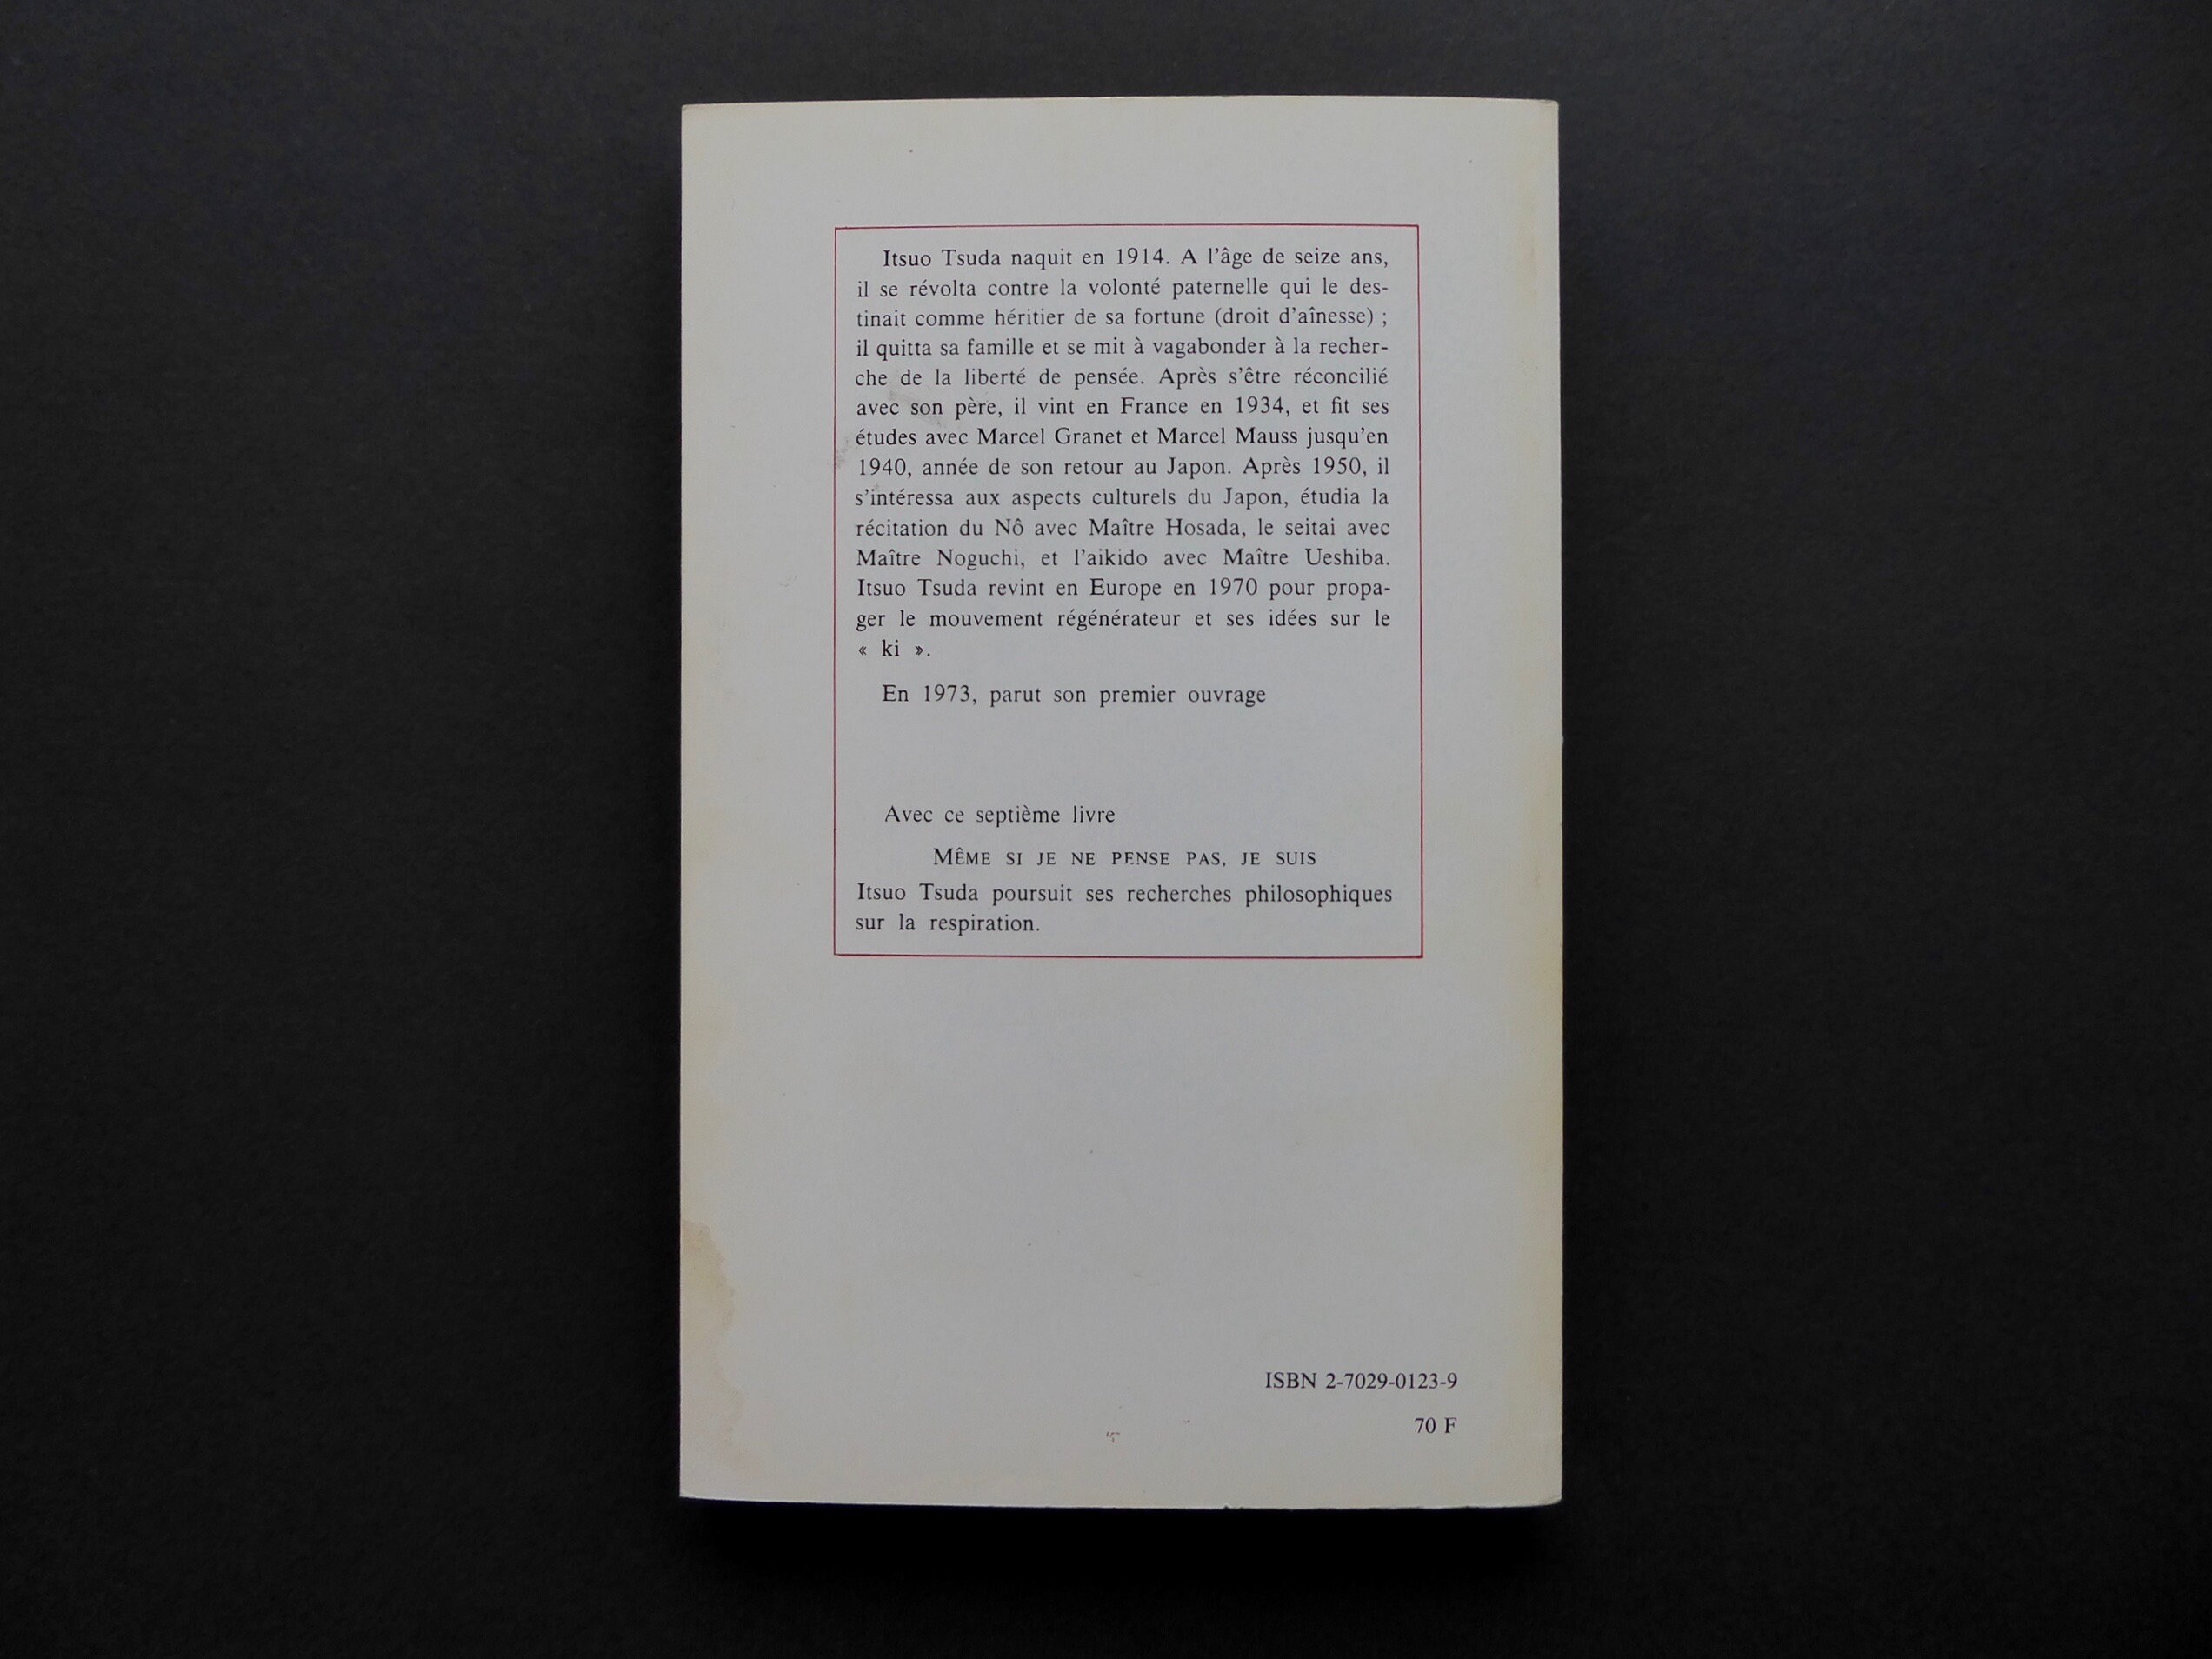 Itsuo Tsuda naquit en 1914. A l'âge de seize ans,
il se révolta contre la volonté paternelle qui le des-
tinait comme héritier de sa fortune (droit d'aînesse) ;
il quitta sa famille et se mit à vagabonder à la recher-
che de la liberté de pensée. Après s'être réconcilié
avec son père, il vint en France en 1934, et fit ses
études avec Marcel Granet et Marcel Mauss jusqu'en
1940, année de son retour au Japon. Après 1950, il
s'intéressa aux aspects culturels du Japon, étudia la
récitation du Nô avec Maître Hosada, le seitai avec
Maître Noguchi, et l'aikido avec Maître Ueshiba.
Itsuo Tsuda revint en Europe en 1970 pour propa-
ger le mouvement régénérateur et ses idées sur le
« ki ».
En 1973, parut son premier ouvrage
Avec ce septième livre
MÊME SI JE NE PENSE PAS, JE SUIS
Itsuo Tsuda poursuit ses recherches philosophiques
sur la respiration.
ISBN 2-7029-0123-9
70 F